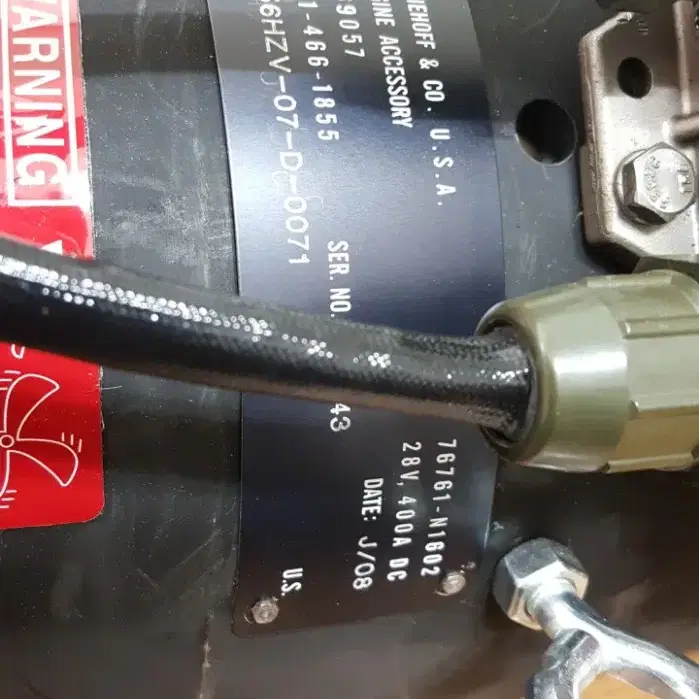 WARNING
EHOFF & CO. U.S.A.
INE ACCESSORY
9057
1-466-1855
SER. NO.
43
6HZV-07-D-0071
76761-N1602
28V, 400A DC
DATE: J/08
U.S.